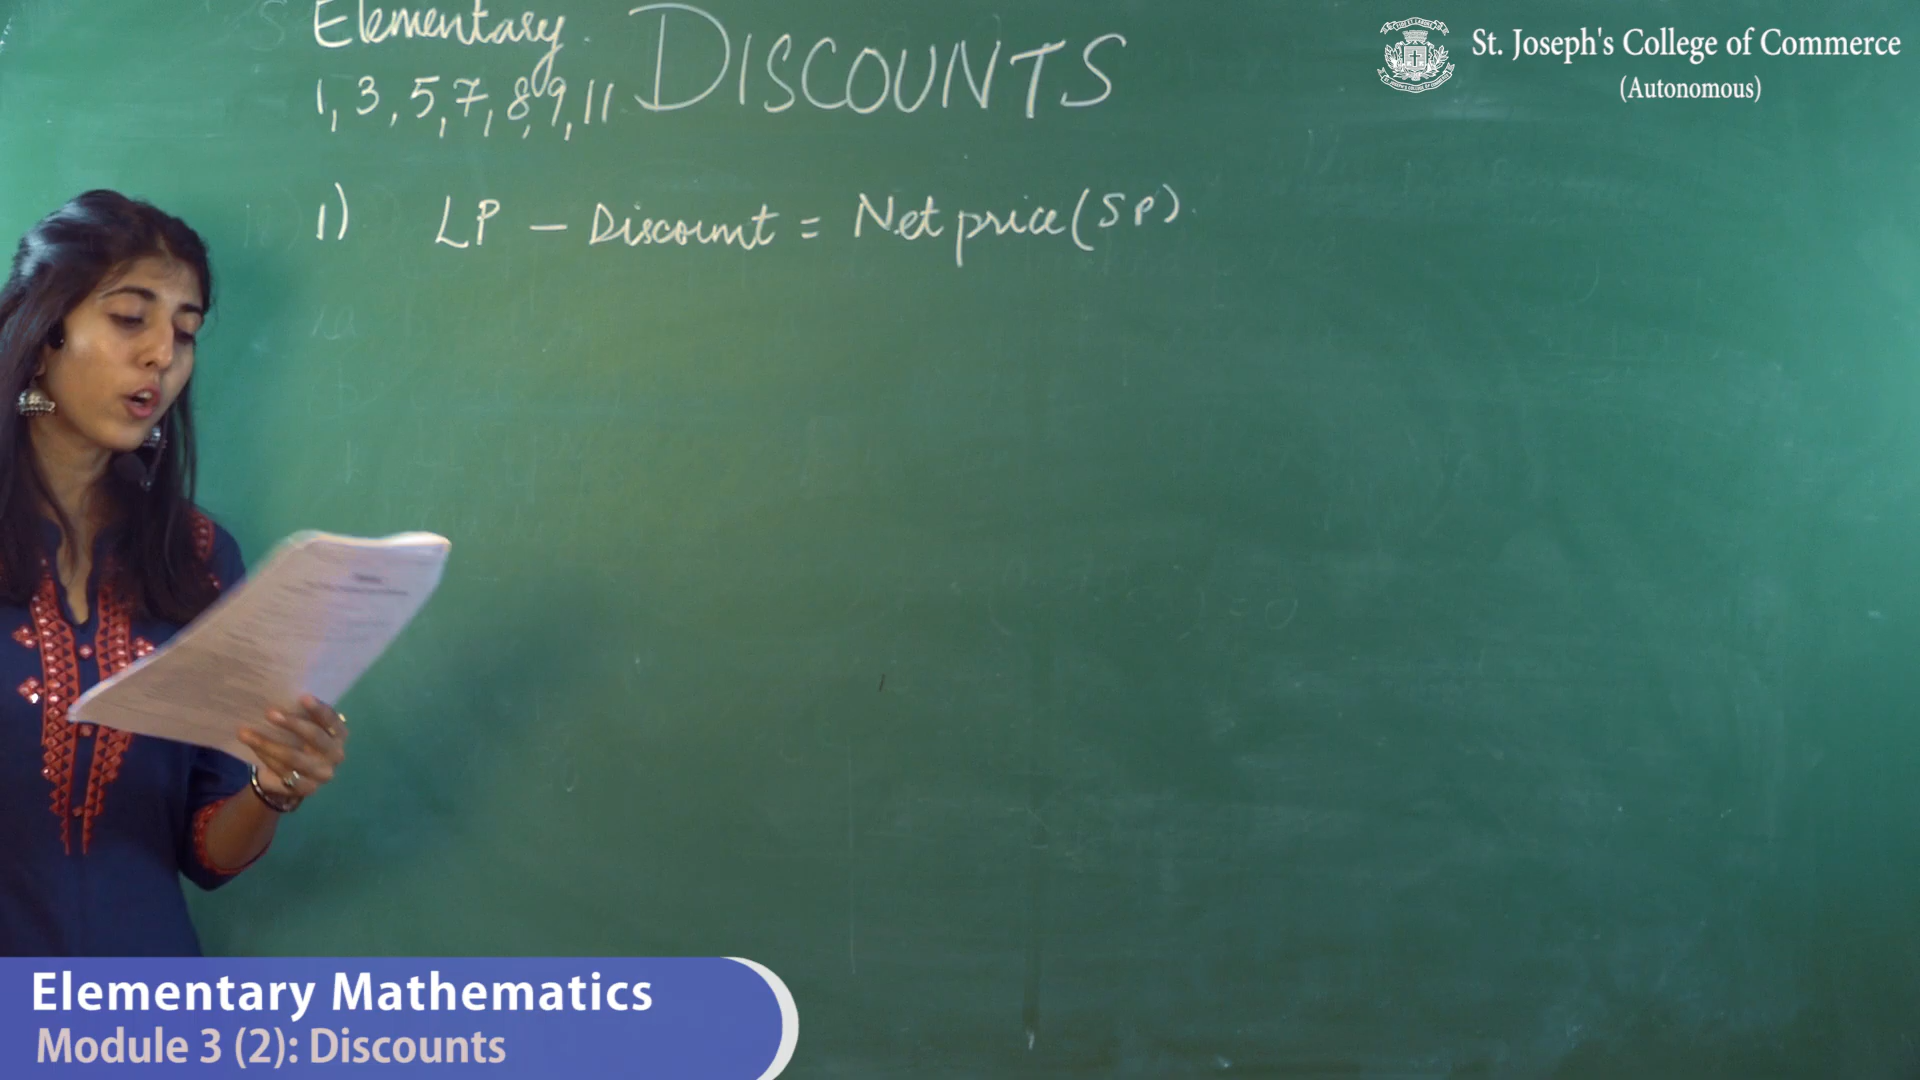 Elementary
1, 3, 5, 7, 8, 9, 11
DISCOUNTS
St. Joseph's College of Commerce
(Autonomous)
1) LP – Discount = Net price (SP).
Elementary Mathematics
Module 3 (2): Discounts